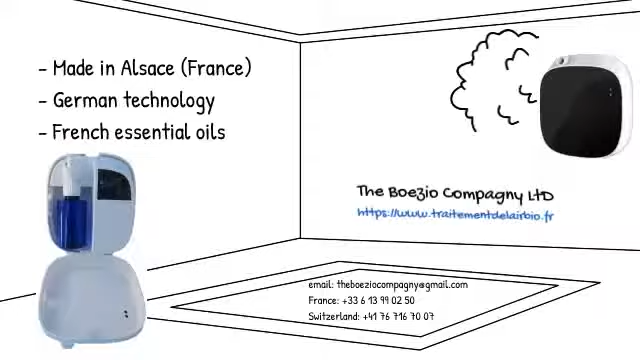 - Made in Alsace (France)
- German technology
- French essential oils
The Boezio Compagny LTD
https://www.traitementdelairbio.fr
email: theboeziocompagny@gmail.com
France: +33 6 13 99 02 50
Switzerland: +41 76 716 70 07